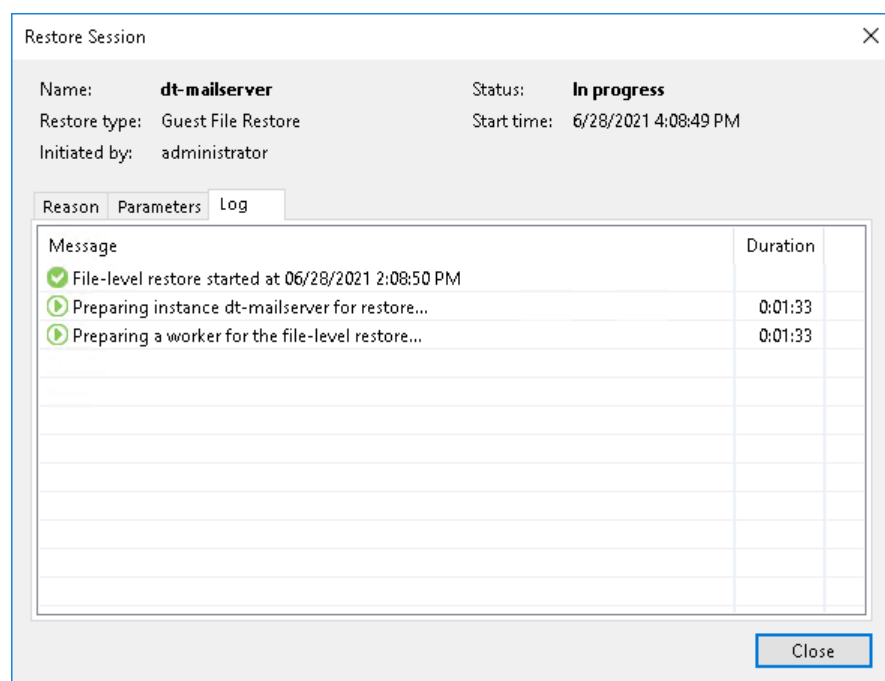 Restore Session
Name: dt-mailserver Status: In progress
Restore type: Guest File Restore Start time: 6/28/2021 4:08:49 PM
Initiated by: administrator
Reason Parameters Log
Message Duration
File-level restore started at 06/28/2021 2:08:50 PM
Preparing instance dt-mailserver for restore... 0:01:33
Preparing a worker for the file-level restore... 0:01:33
Close